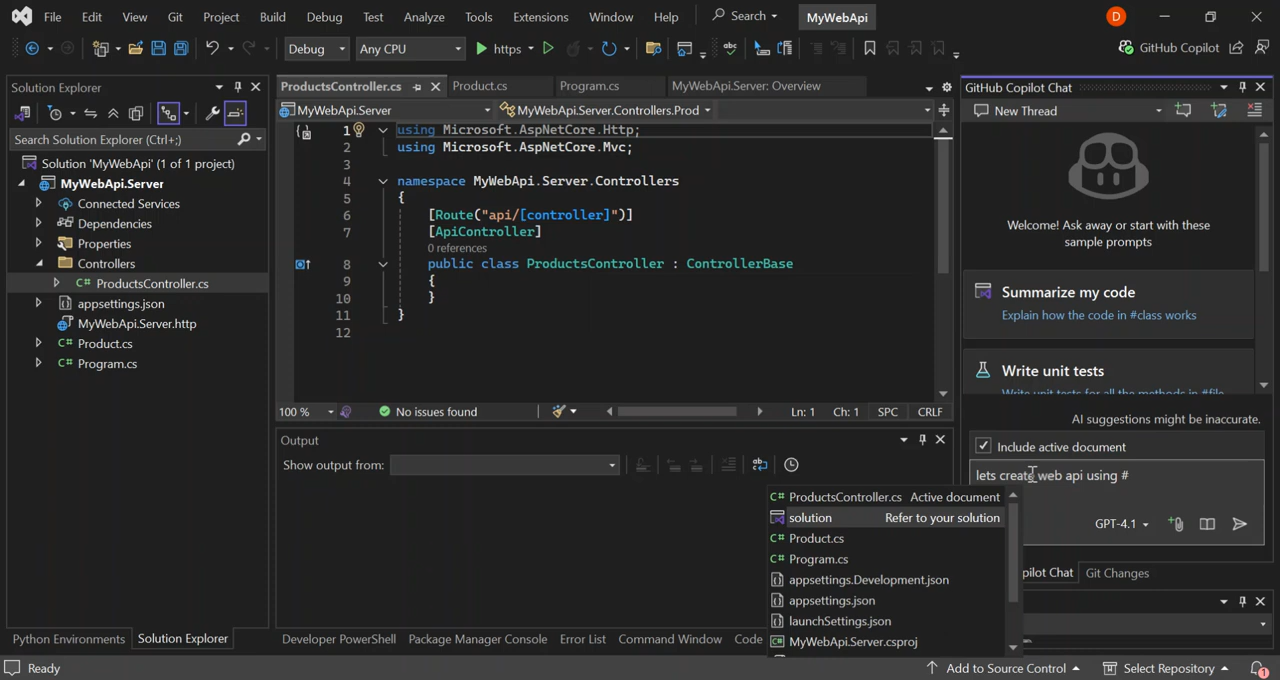 File Edit View Git Project Build Debug Test Analyze Tools Extensions Window Help Search MyWebApi D
Debug Any CPU https GitHub Copilot
Solution Explorer
Search Solution Explorer (Ctrl+;)
Solution 'MyWebApi' (1 of 1 project)
MyWebApi.Server
Connected Services
Dependencies
Properties
Controllers
C# ProductsController.cs
appsettings.json
MyWebApi.Server.http
C# Product.cs
C# Program.cs
Python Environments Solution Explorer
ProductsController.cs Product.cs Program.cs MyWebApi.Server: Overview
MyWebApi.Server MyWebApi.Server.Controllers.Prod
1 using Microsoft.AspNetCore.Http;
2 using Microsoft.AspNetCore.Mvc;
3
4 namespace MyWebApi.Server.Controllers
5 {
6 [Route("api/[controller]")]
7 [ApiController]
0 references
8 public class ProductsController : ControllerBase
9 {
10 }
11 }
12
100 % No issues found Ln: 1 Ch: 1 SPC CRLF
Output
Show output from:
Developer PowerShell Package Manager Console Error List Command Window Code
GitHub Copilot Chat
New Thread
Welcome! Ask away or start with these
sample prompts
Summarize my code
Explain how the code in #class works
Write unit tests
Write unit tests for all the methods in #file
AI suggestions might be inaccurate.
Include active document
lets create web api using #
C# ProductsController.cs Active document
solution Refer to your solution
C# Product.cs
C# Program.cs
appsettings.Development.json
appsettings.json
launchSettings.json
MyWebApi.Server.csproj
GPT-4.1
pilot Chat Git Changes
Ready Add to Source Control Select Repository 1